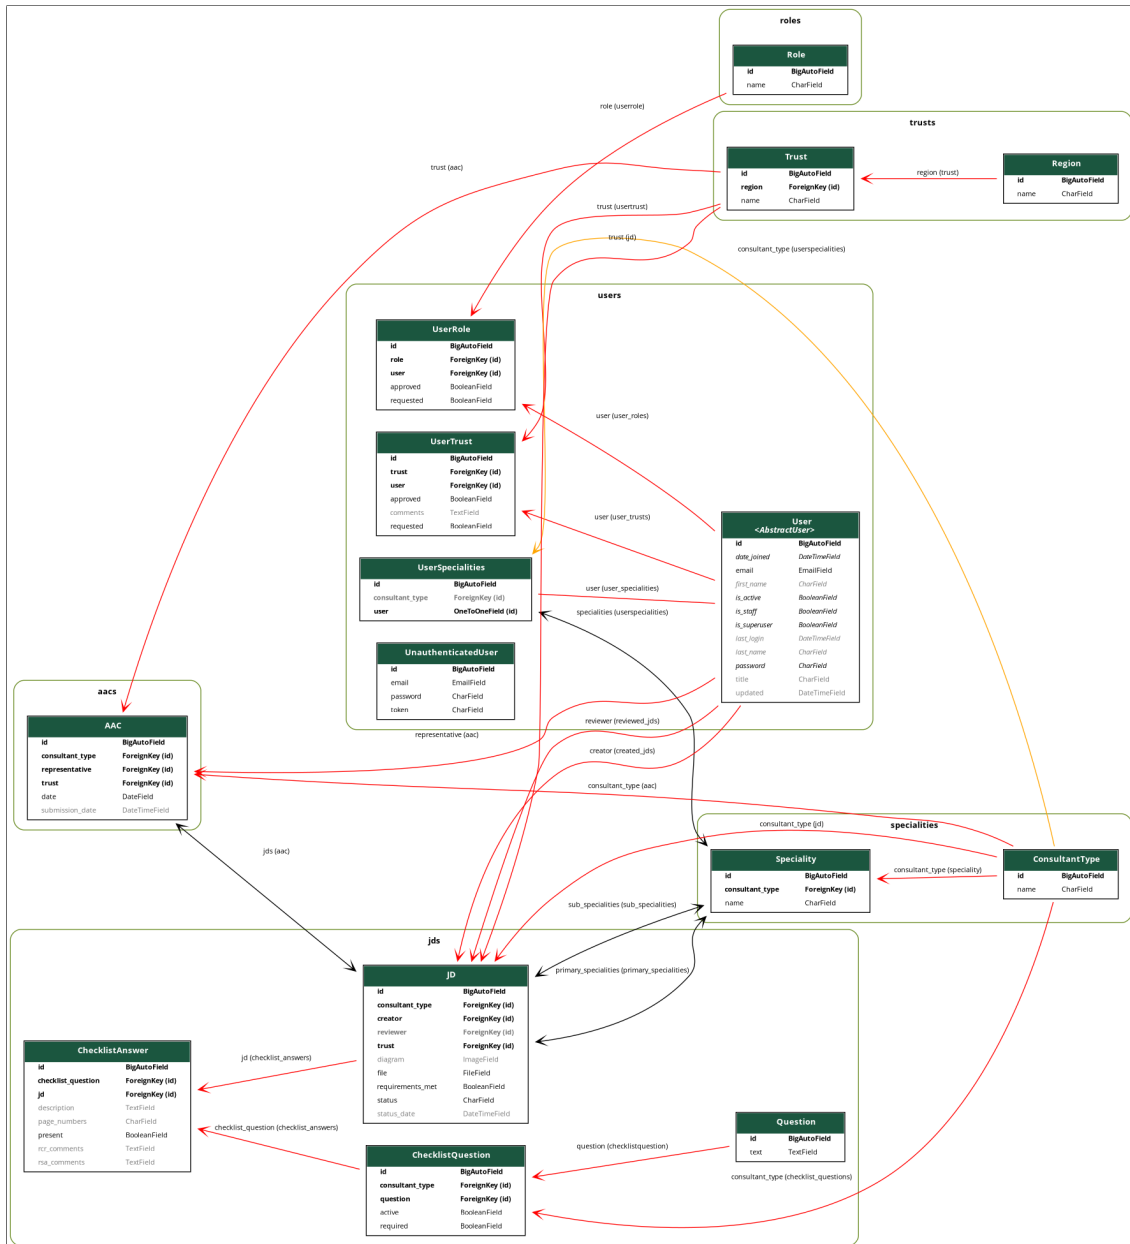 roles
Role
id BigAutoField
name CharField
role (userrole)
trusts
Trust
id BigAutoField
region ForeignKey (id)
name CharField
region (trust)
Region
id BigAutoField
name CharField
trust (aac)
trust (usertrust)
trust (jd)
consultant_type (userspecialities)
users
UserRole
id BigAutoField
role ForeignKey (id)
user ForeignKey (id)
approved BooleanField
requested BooleanField
user (user_roles)
UserTrust
id BigAutoField
trust ForeignKey (id)
user ForeignKey (id)
approved BooleanField
comments TextField
requested BooleanField
user (user_trusts)
User
<AbstractUser>
id BigAutoField
date_joined DateTimeField
email EmailField
first_name CharField
is_active BooleanField
is_staff BooleanField
is_superuser BooleanField
last_login DateTimeField
last_name CharField
password CharField
title CharField
updated DateTimeField
UserSpecialities
id BigAutoField
consultant_type ForeignKey (id)
user OneToOneField (id)
user (user_specialities)
specialities (userspecialities)
UnauthenticatedUser
id BigAutoField
email EmailField
password CharField
token CharField
aacs
AAC
id BigAutoField
consultant_type ForeignKey (id)
representative ForeignKey (id)
trust ForeignKey (id)
date DateField
submission_date DateTimeField
representative (aac)
reviewer (reviewed_jds)
creator (created_jds)
consultant_type (aac)
consultant_type (jd)
jds (aac)
specialities
Speciality
id BigAutoField
consultant_type ForeignKey (id)
name CharField
consultant_type (speciality)
ConsultantType
id BigAutoField
name CharField
sub_specialities (sub_specialities)
primary_specialities (primary_specialities)
jds
JD
id BigAutoField
consultant_type ForeignKey (id)
creator ForeignKey (id)
reviewer ForeignKey (id)
trust ForeignKey (id)
diagram ImageField
file FileField
requirements_met BooleanField
status CharField
status_date DateTimeField
ChecklistAnswer
id BigAutoField
checklist_question ForeignKey (id)
jd ForeignKey (id)
description TextField
page_numbers CharField
present BooleanField
rcr_comments TextField
rsa_comments TextField
jd (checklist_answers)
checklist_question (checklist_answers)
ChecklistQuestion
id BigAutoField
consultant_type ForeignKey (id)
question ForeignKey (id)
active BooleanField
required BooleanField
question (checklistquestion)
Question
id BigAutoField
text TextField
consultant_type (checklist_questions)